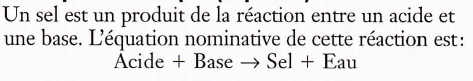 Un sel est un produit de la réaction entre un acide et
une base. L'équation nominative de cette réaction est:
Acide + Base → Sel + Eau